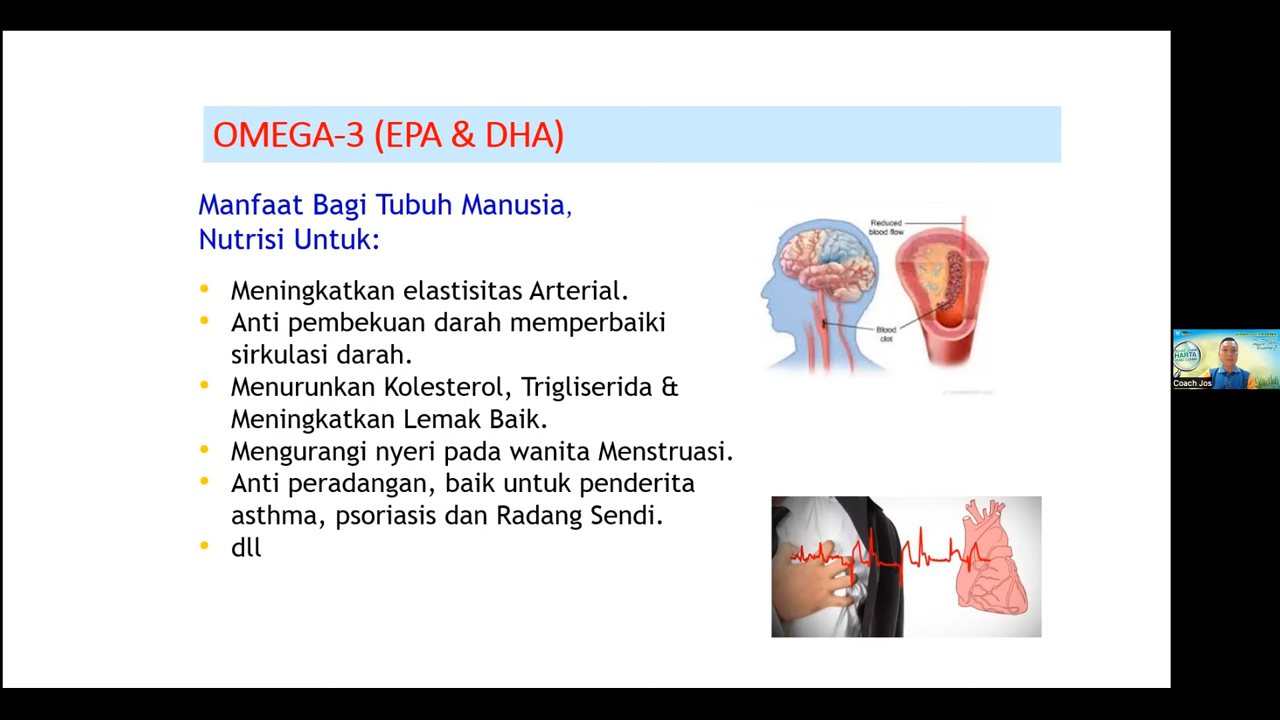 OMEGA-3 (EPA & DHA)
Manfaat Bagi Tubuh Manusia,
Nutrisi Untuk:
• Meningkatkan elastisitas Arterial.
• Anti pembekuan darah memperbaiki
sirkulasi darah.
• Menurunkan Kolesterol, Trigliserida &
Meningkatkan Lemak Baik.
• Mengurangi nyeri pada wanita Menstruasi.
• Anti peradangan, baik untuk penderita
asthma, psoriasis dan Radang Sendi.
• dll
Reduced
blood flow
Blood
clot
HARTA
Coach Jos